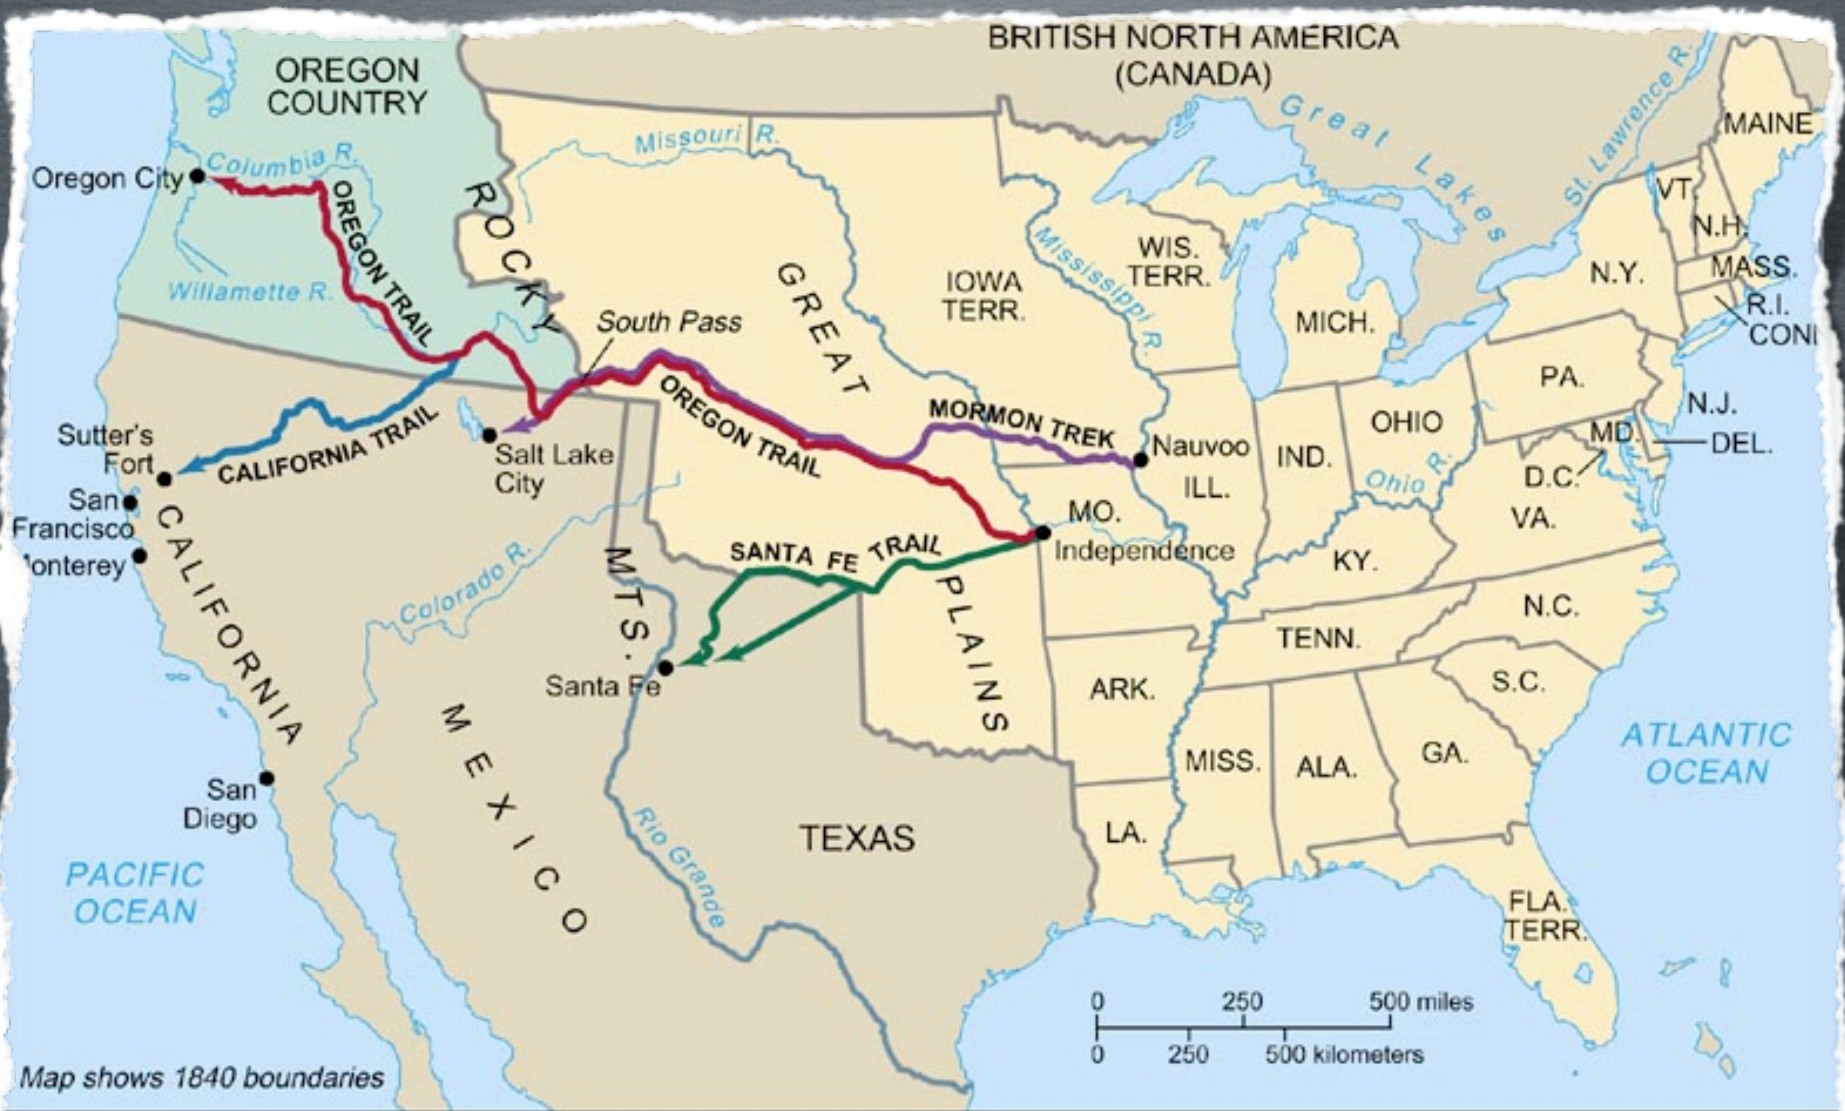 BRITISH NORTH AMERICA
(CANADA)
OREGON
COUNTRY
Great Lakes
St. Lawrence R.
MAINE
Missouri R.
Columbia R.
Oregon City
OREGON TRAIL
ROCKY
VT.
N.H.
WIS.
TERR.
Mississippi R.
IOWA
TERR.
GREAT
N.Y.
MASS.
R.I.
CON
Willamette R.
South Pass
MICH.
PA.
N.J.
OREGON TRAIL
MORMON TREK
OHIO
MD.
DEL.
Sutter's
Fort
CALIFORNIA TRAIL
Salt Lake
City
Nauvoo
ILL.
IND.
Ohio R.
D.C.
VA.
San
Francisco
onterey
CALIFORNIA
MO.
Independence
SANTA FE TRAIL
Colorado R.
MTS.
PLAINS
KY.
N.C.
TENN.
Santa Fe
ARK.
S.C.
MEXICO
MISS.
ALA.
GA.
ATLANTIC
OCEAN
San
Diego
Rio Grande
TEXAS
LA.
PACIFIC
OCEAN
FLA.
TERR.
0 250 500 miles
0 250 500 kilometers
Map shows 1840 boundaries